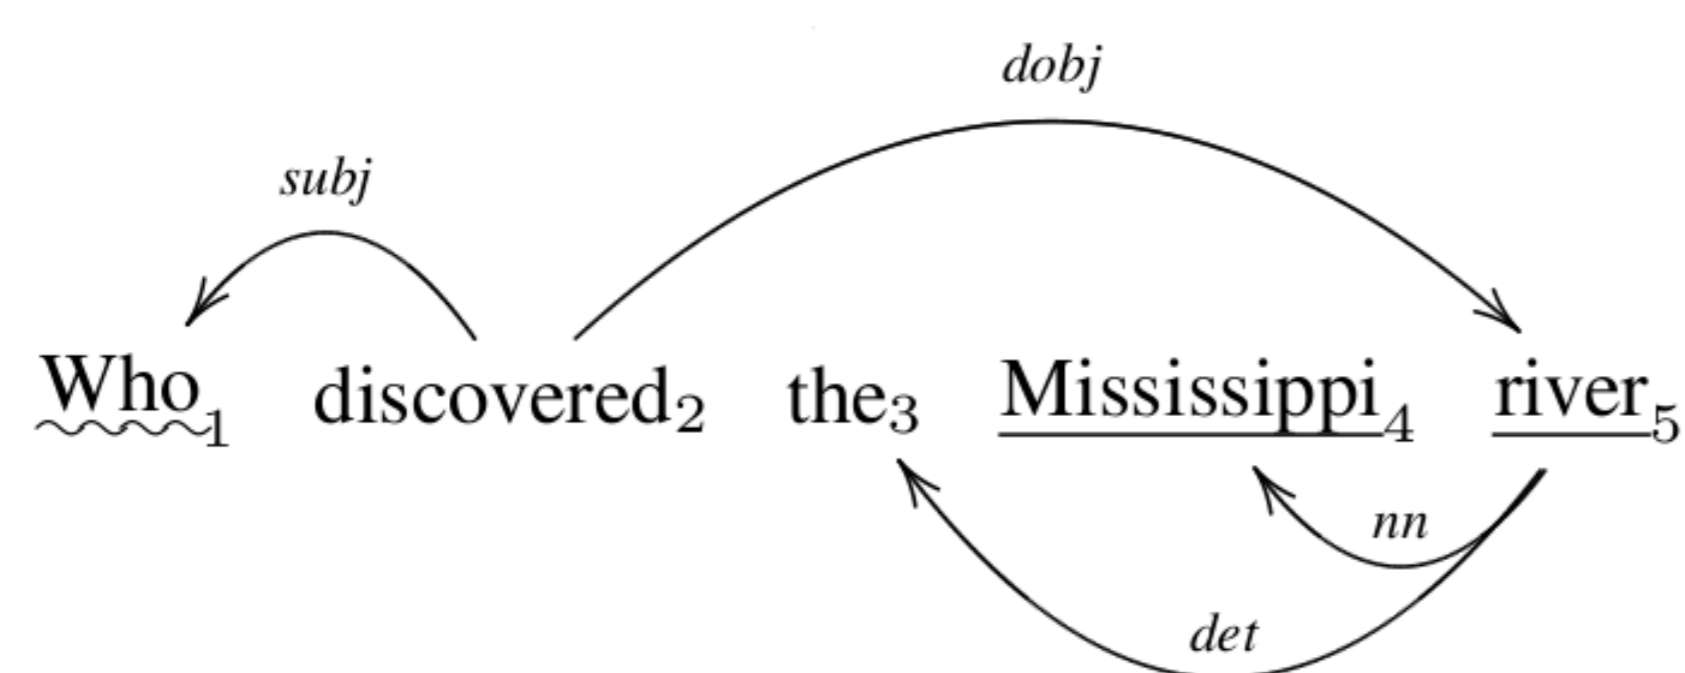 dobj
subj
Who₁ discovered₂ the₃ Mississippi₄ river₅
nn
det